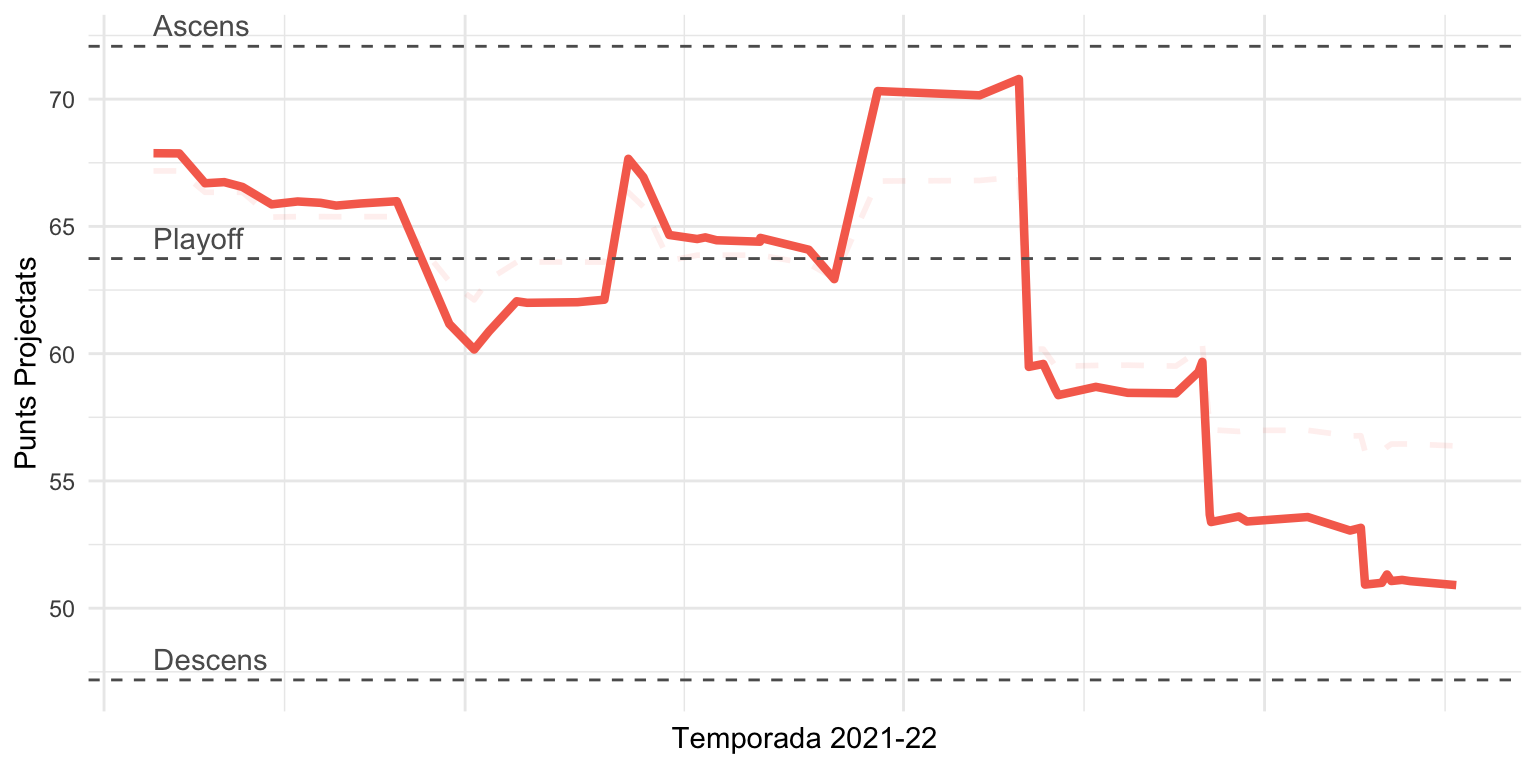 Ascens
70
65
Playoff
60
55
50
Descens
Punts Projectats
Temporada 2021-22